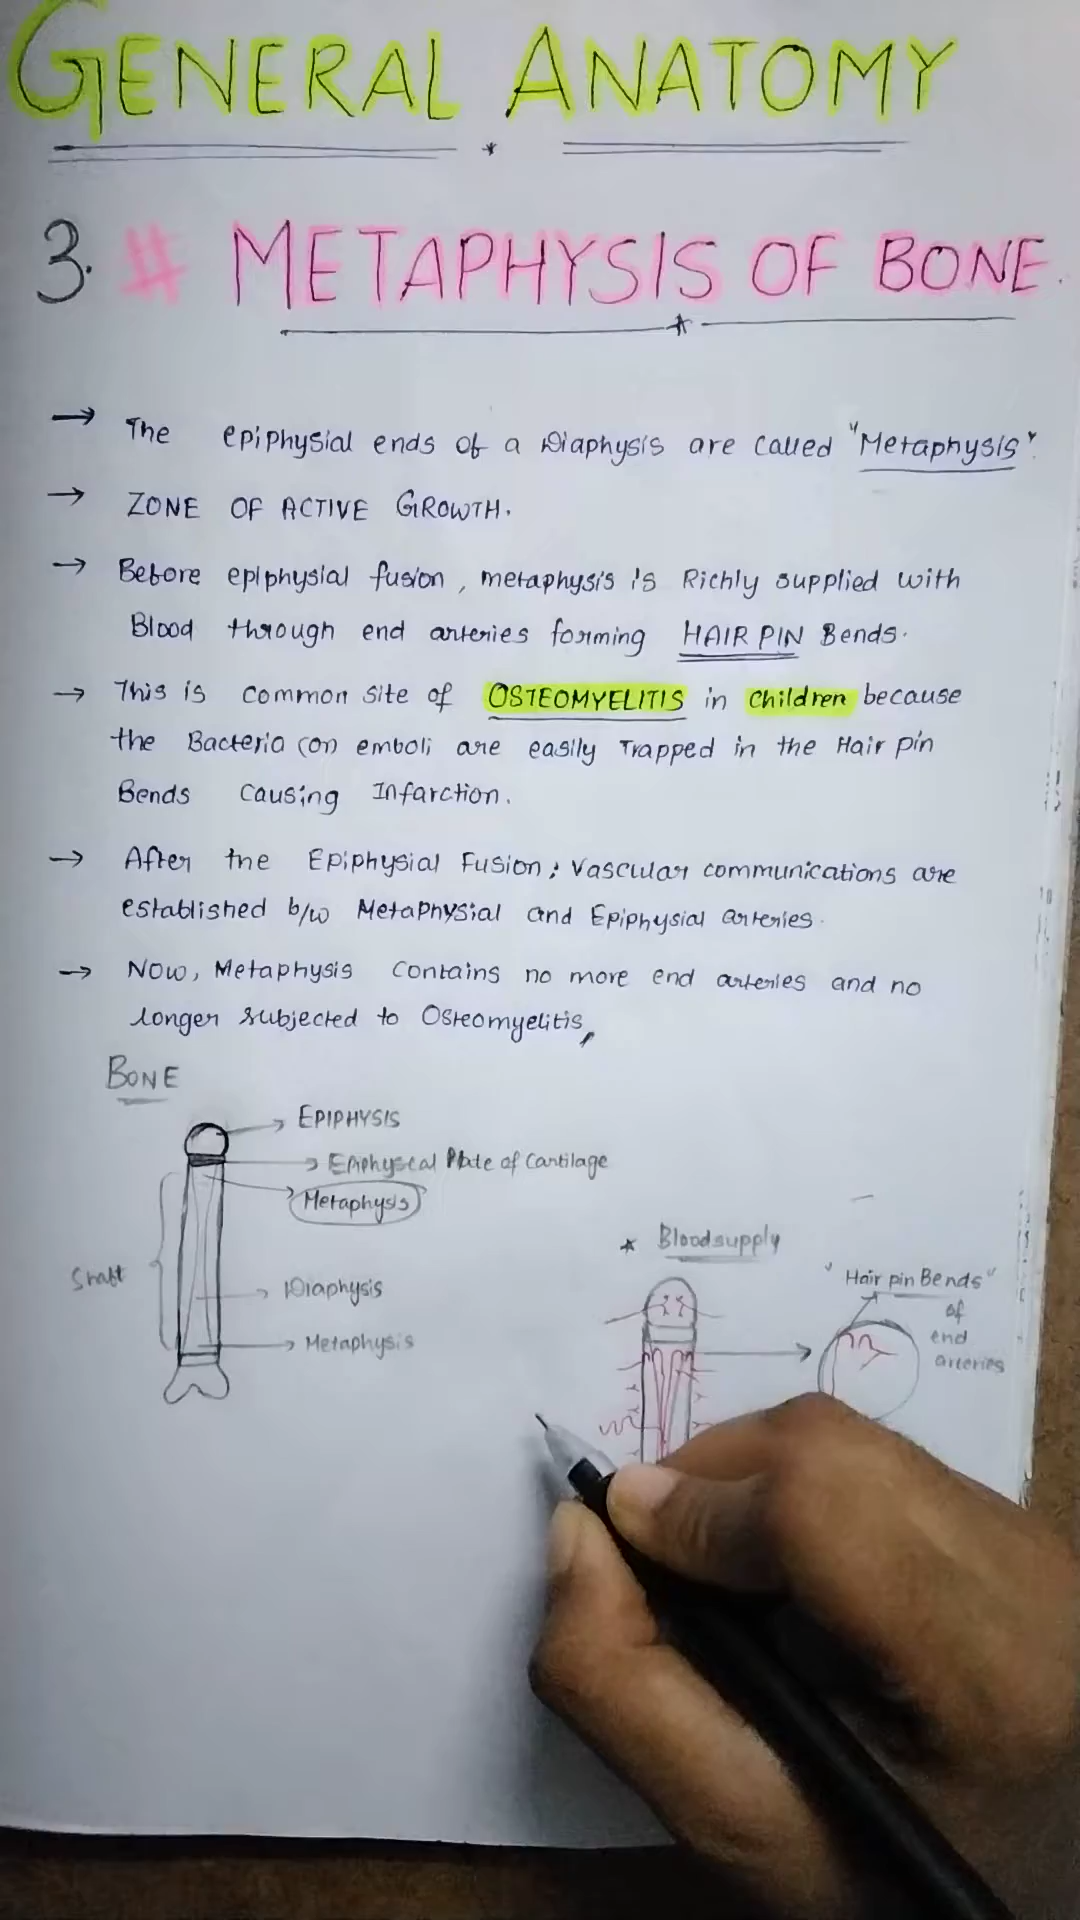 GENERAL ANATOMY
3. # METAPHYSIS OF BONE.
→ The epiphysial ends of a Diaphysis are called "Metaphysis".
→ ZONE OF ACTIVE GROWTH.
→ Before epiphysial fusion, metaphysis is Richly supplied with
Blood through end arteries forming HAIR PIN Bends.
→ This is common site of OSTEOMYELITIS in children because
the Bacteria (or) emboli are easily Trapped in the Hair pin
Bends causing Infarction.
→ After the Epiphysial Fusion; Vascular communications are
established b/w Metaphysial and Epiphysial arteries.
→ Now, Metaphysis contains no more end arteries and no
longer subjected to Osteomyelitis,
BONE
→ EPIPHYSIS
→ Epiphyseal Plate of Cartilage
→ Metaphysis
Shaft
→ Diaphysis
→ Metaphysis
* Bloodsupply
"Hair pin Bends"
of
end
arteries